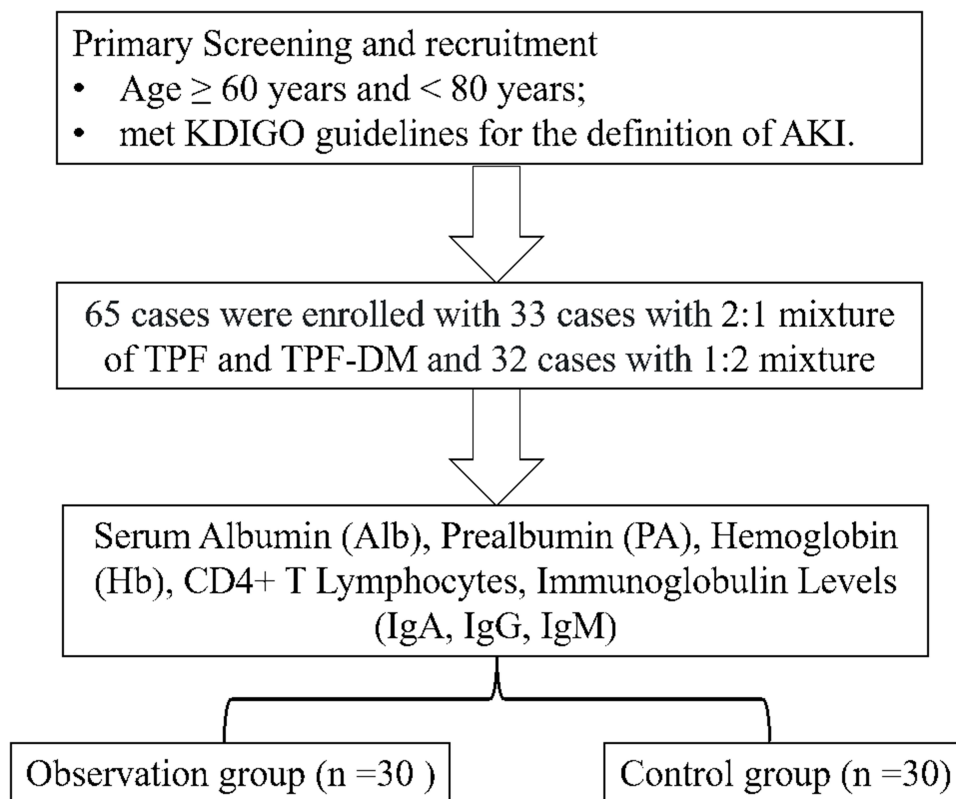 Primary Screening and recruitment
• Age ≥ 60 years and < 80 years;
• met KDIGO guidelines for the definition of AKI.
65 cases were enrolled with 33 cases with 2:1 mixture
of TPF and TPF-DM and 32 cases with 1:2 mixture
Serum Albumin (Alb), Prealbumin (PA), Hemoglobin
(Hb), CD4+ T Lymphocytes, Immunoglobulin Levels
(IgA, IgG, IgM)
Observation group (n =30 )
Control group (n =30)